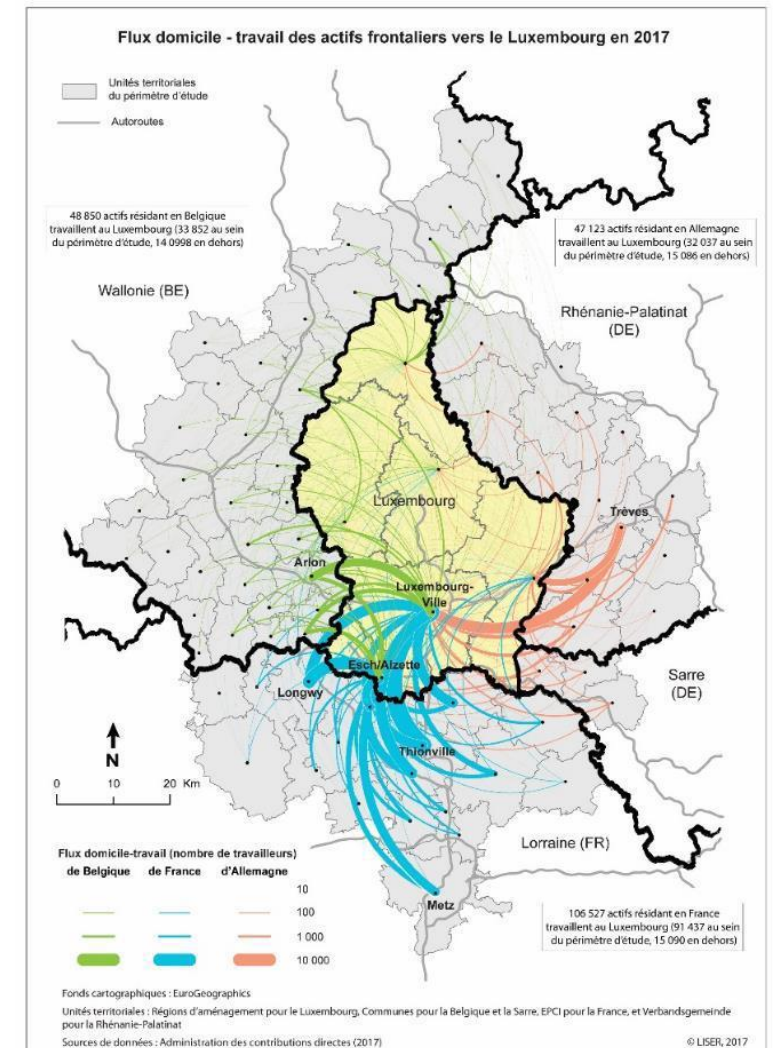 Flux domicile - travail des actifs frontaliers vers le Luxembourg en 2017
Unités territoriales
du périmètre d'étude
Autoroutes
48 850 actifs résidant en Belgique
travaillent au Luxembourg (33 852 au sein
du périmètre d'étude, 14 0998 en dehors)
47 123 actifs résidant en Allemagne
travaillent au Luxembourg (32 037 au sein
du périmètre d'étude, 15 086 en dehors)
Wallonie (BE)
Rhénanie-Palatinat
(DE)
Luxembourg
Trèves
Arlon
Luxembourg-
Ville
Esch/Alzette
Longwy
Sarre
(DE)
Thionville
N
0 10 20 Km
Lorraine (FR)
Flux domicile-travail (nombre de travailleurs)
de Belgique de France d'Allemagne
10
100
1 000
10 000
Metz
106 527 actifs résidant en France
travaillent au Luxembourg (91 437 au sein
du périmètre d'étude, 15 090 en dehors)
Fonds cartographiques : EuroGeographics
Unités territoriales : Régions d'aménagement pour le Luxembourg, Communes pour la Belgique et la Sarre, EPCI pour la France, et Verbandsgemeinde
pour la Rhénanie-Palatinat
Sources de données : Administration des contributions directes (2017)
© LISER, 2017